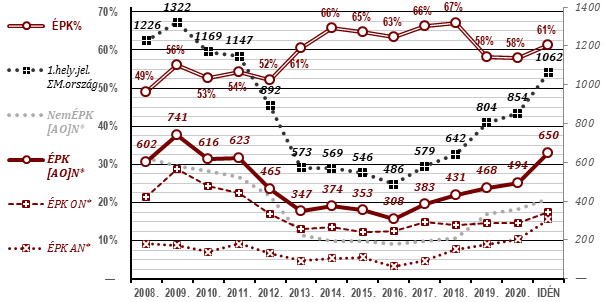 ÉPK%
1.hely.jel.
ΣM.ország
NemÉPK
[AO]N*
ÉPK
[AO]N*
ÉPK ON*
ÉPK AN*
70%
60%
50%
40%
30%
20%
10%
—
1400
1200
1000
800
600
400
200
—
1226 1322 1169 1147 892 573 569 546 486 579 642 804 854 1062
49% 56% 53% 54% 52% 61% 66% 65% 63% 66% 67% 58% 58% 61%
602 741 616 623 465 347 374 353 308 383 431 468 494 650
2008. 2009. 2010. 2011. 2012. 2013. 2014. 2015. 2016. 2017. 2018. 2019. 2020. IDÉN